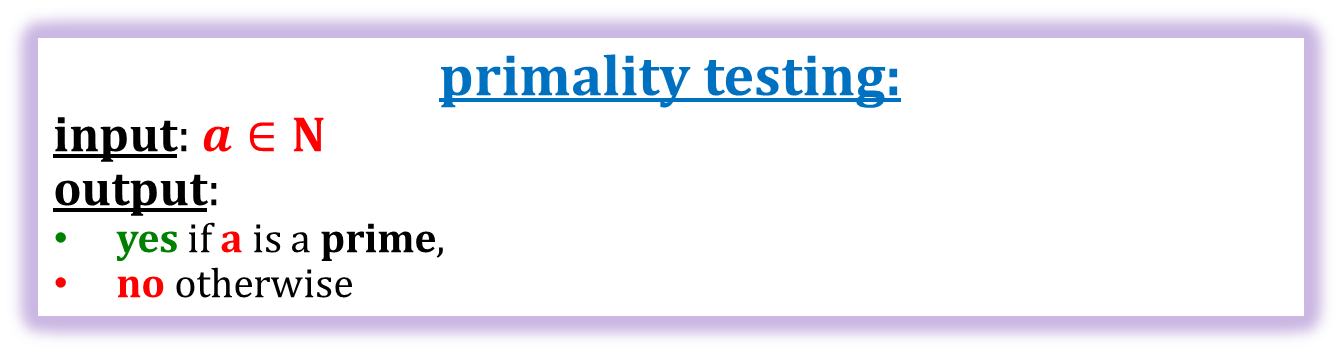 primality testing:
input: a ∈ N
output:
• yes if a is a prime,
• no otherwise